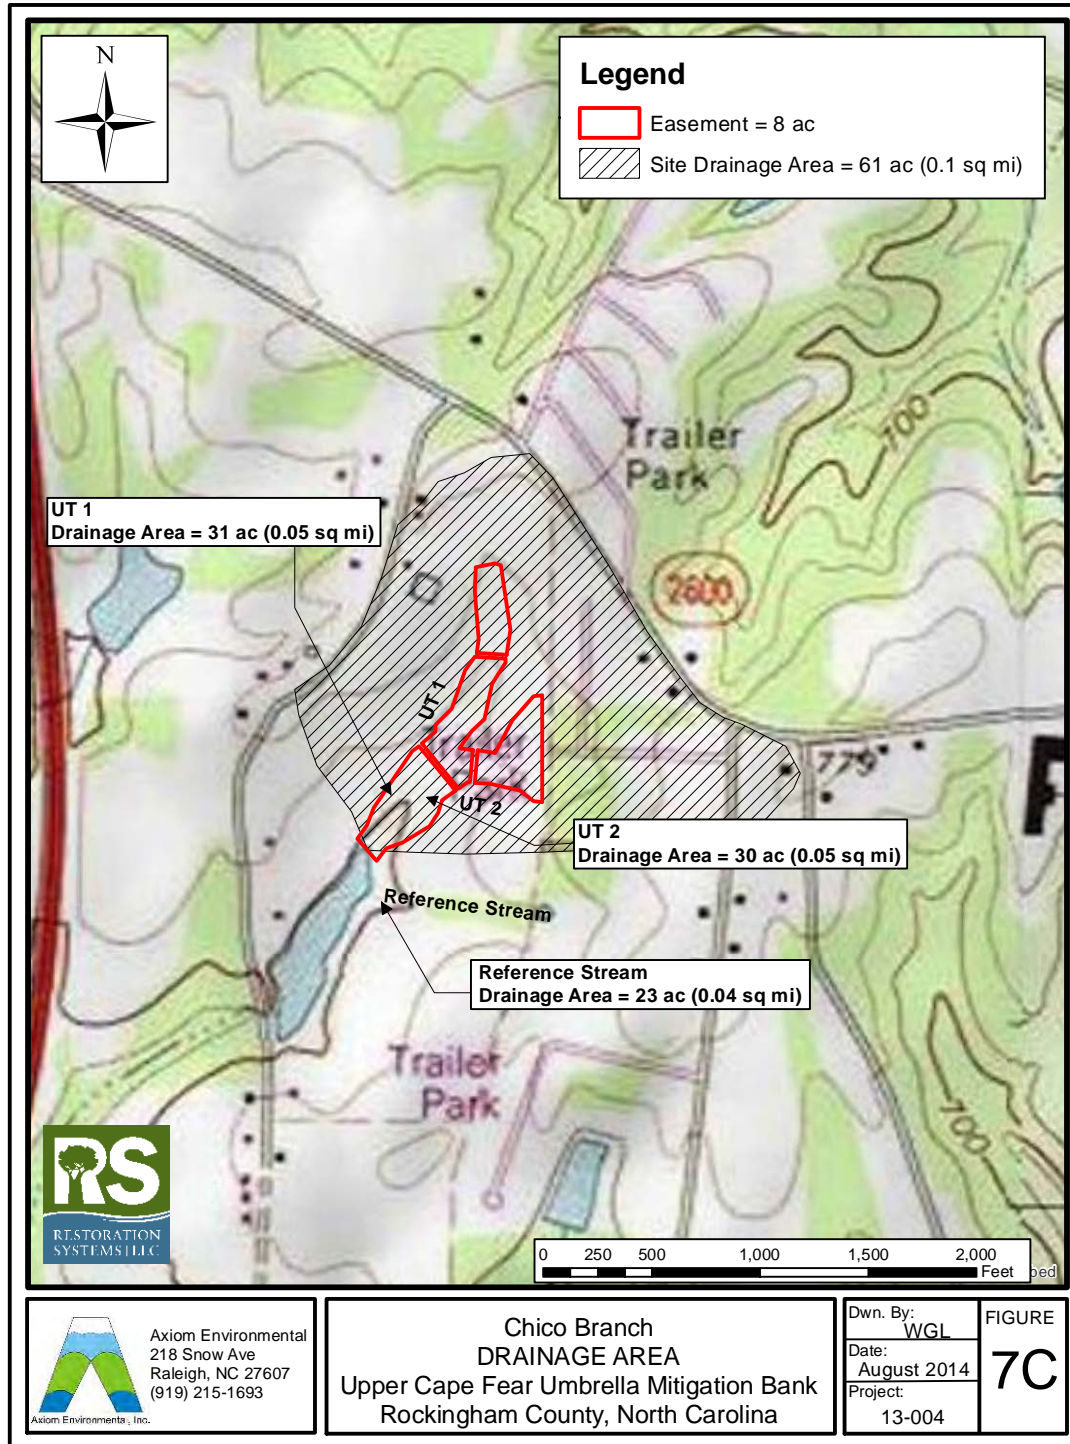 N
Legend
Easement = 8 ac
Site Drainage Area = 61 ac (0.1 sq mi)
Trailer
Park
700
UT 1
Drainage Area = 31 ac (0.05 sq mi)
2600
UT 1
Trailer
Park
779
UT 2
UT 2
Drainage Area = 30 ac (0.05 sq mi)
Reference Stream
Reference Stream
Drainage Area = 23 ac (0.04 sq mi)
Trailer
Park
700
RS
RESTORATION
SYSTEMS | LLC
0 250 500 1,000 1,500 2,000
Feet
Axiom Environmental
218 Snow Ave
Raleigh, NC 27607
(919) 215-1693
Axiom Environmental, Inc.
Chico Branch
DRAINAGE AREA
Upper Cape Fear Umbrella Mitigation Bank
Rockingham County, North Carolina
Dwn. By:
WGL
Date:
August 2014
Project:
13-004
FIGURE
7C